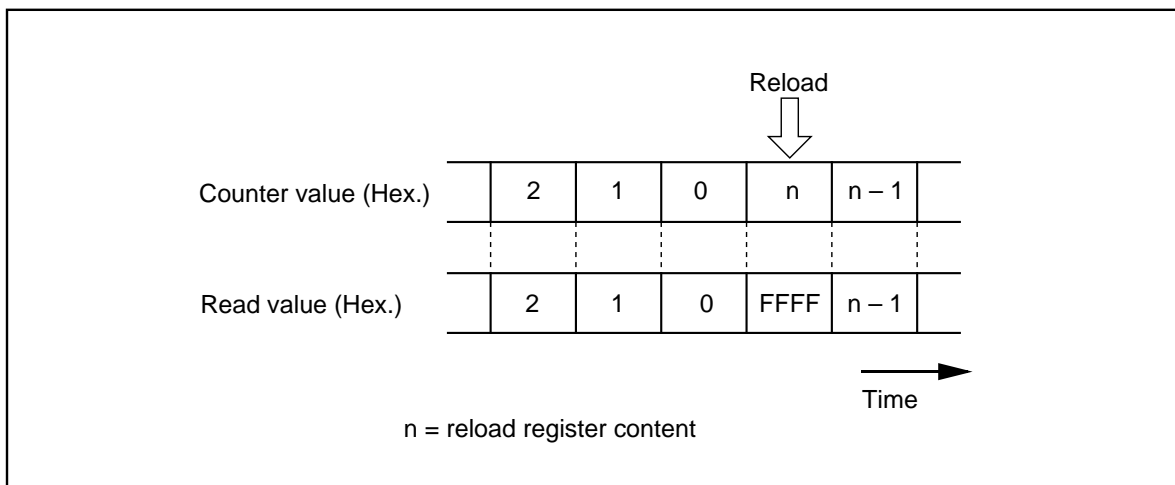 Reload
Counter value (Hex.) 2 1 0 n n – 1
Read value (Hex.) 2 1 0 FFFF n – 1
Time
n = reload register content